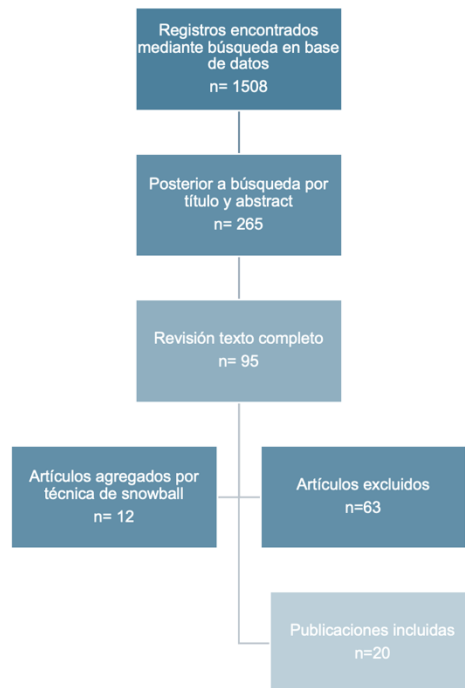 Registros encontrados
mediante búsqueda en base
de datos
n= 1508
Posterior a búsqueda por
título y abstract
n= 265
Revisión texto completo
n= 95
Artículos agregados por
técnica de snowball
n= 12
Artículos excluidos
n=63
Publicaciones incluidas
n=20